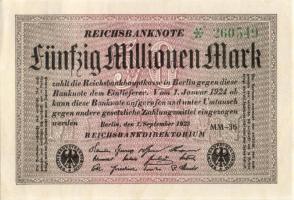 REICHSBANKNOTE
* 260549
Fünfzig Millionen Mark
zahlt die Reichsbankhauptkasse in Berlin gegen diese
Banknote dem Einlieferer. Vom 1. Januar 1924 ab
kann diese Banknote aufgerufen und unter Umtausch
gegen andere gesetzliche Zahlungsmittel eingezogen
werden
Berlin, den 1. September 1923
MM-36
REICHSBANKDIREKTORIUM